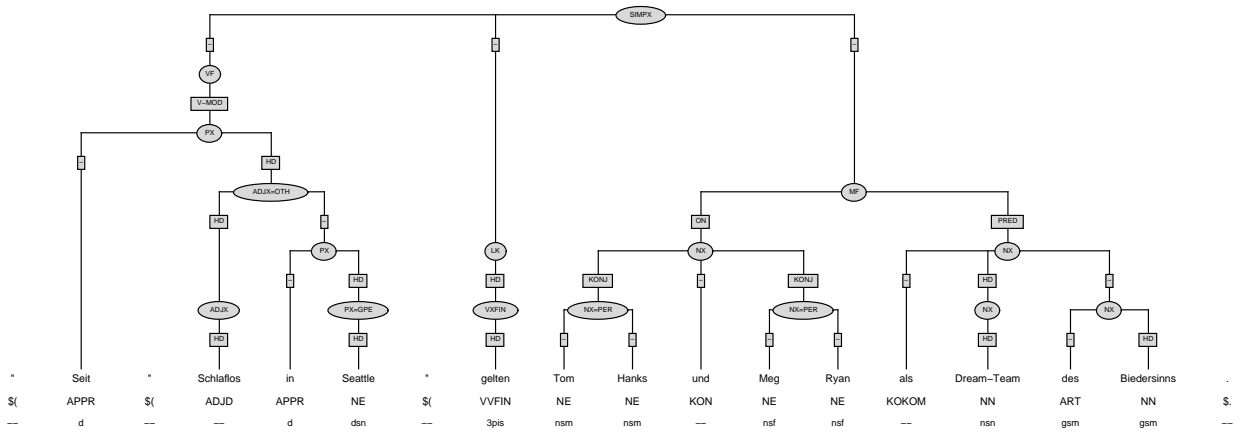 SIMPX
– – –
VF
V–MOD
PX
– HD
ADJX=OTH MF
HD – ON PRED
PX LK NX NX
– HD HD KONJ – KONJ – HD –
ADJX PX=GPE VXFIN NX=PER NX=PER NX NX
HD HD HD – – – – HD – HD
" Seit " Schlaflos in Seattle " gelten Tom Hanks und Meg Ryan als Dream–Team des Biedersinns .
$( APPR $( ADJD APPR NE $( VVFIN NE NE KON NE NE KOKOM NN ART NN $.
–– d –– –– d dsn –– 3pis nsm nsm –– nsf nsf –– nsn gsm gsm ––